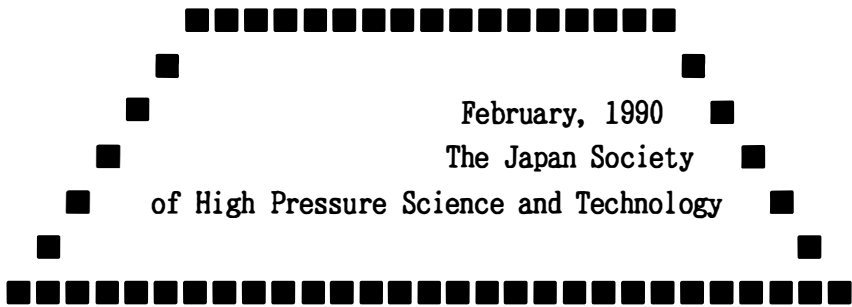 February, 1990
The Japan Society
of High Pressure Science and Technology